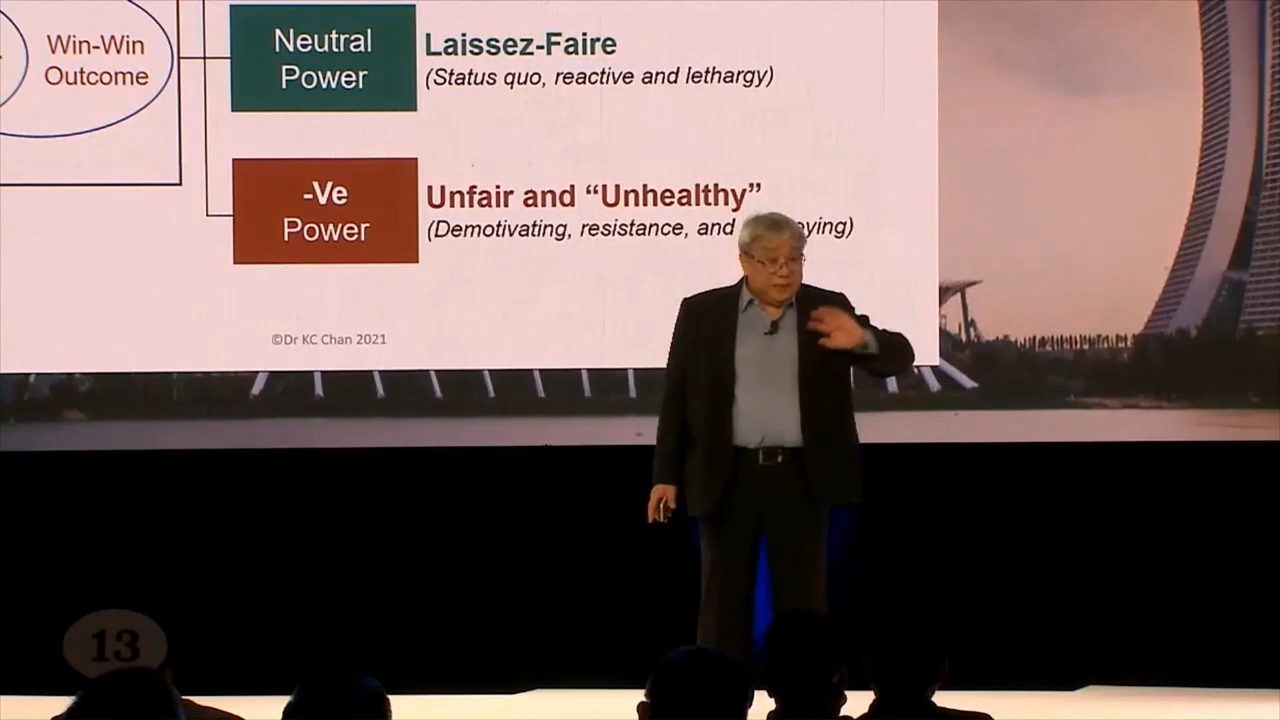 Win-Win
Outcome
Neutral
Power
Laissez-Faire
(Status quo, reactive and lethargy)
-Ve
Power
Unfair and “Unhealthy”
(Demotivating, resistance, and
©Dr KC Chan 2021
13